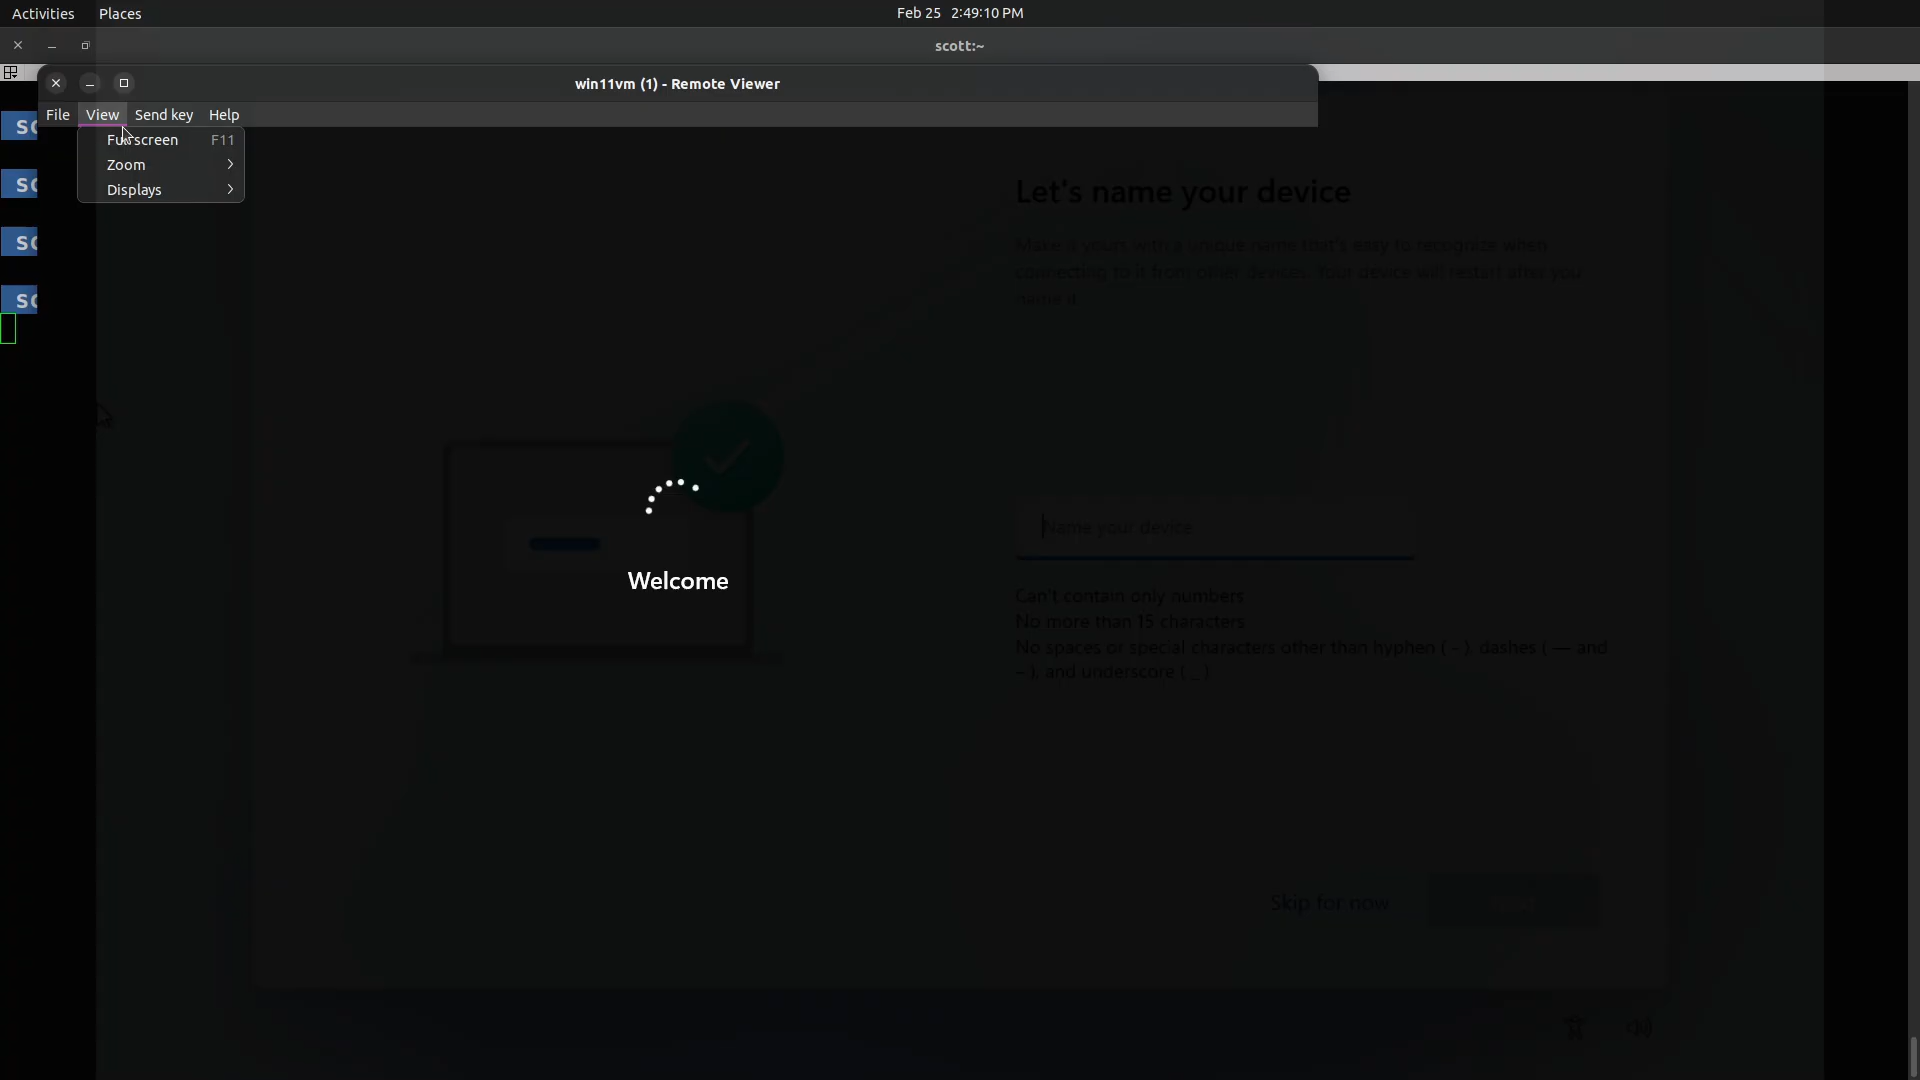 Activities Places
Feb 25 2:49:10 PM
scott:~
win11vm (1) - Remote Viewer
File View Send key Help
Fullscreen F11
Zoom
Displays
Let's name your device
Make it yours with a unique name that's easy to recognize when
connecting to it from other devices. Your device will restart after you
name it.
Name your device
Welcome
Can't contain only numbers
No more than 15 characters
No spaces or special characters other than hyphen ( - ), dashes ( — and
– ), and underscore ( _ )
Skip for now